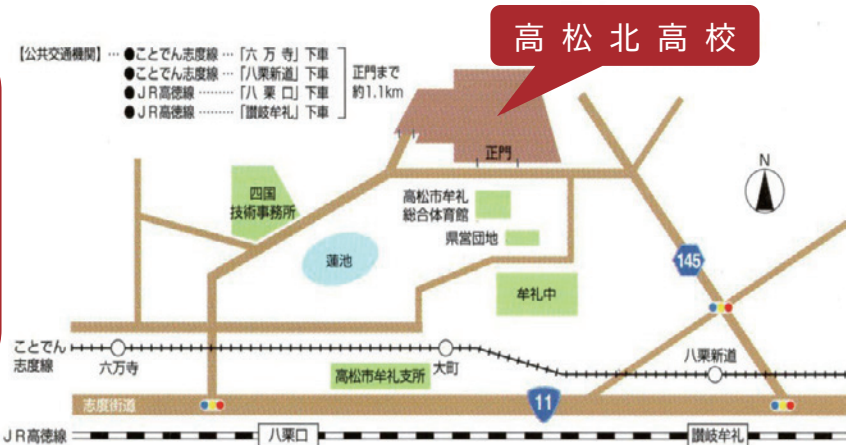 高松北高校
【公共交通機関】…●ことでん志度線…「六万寺」下車
●ことでん志度線…「八栗新道」下車
●JR高徳線………「八栗口」下車
●JR高徳線………「讃岐牟礼」下車
正門まで
約1.1km
正門
N
四国
技術事務所
高松市牟礼
総合体育館
県営団地
蓮池
145
牟礼中
ことでん
志度線
六万寺
大町
八栗新道
高松市牟礼支所
志度街道
11
JR高徳線
八栗口
讃岐牟礼